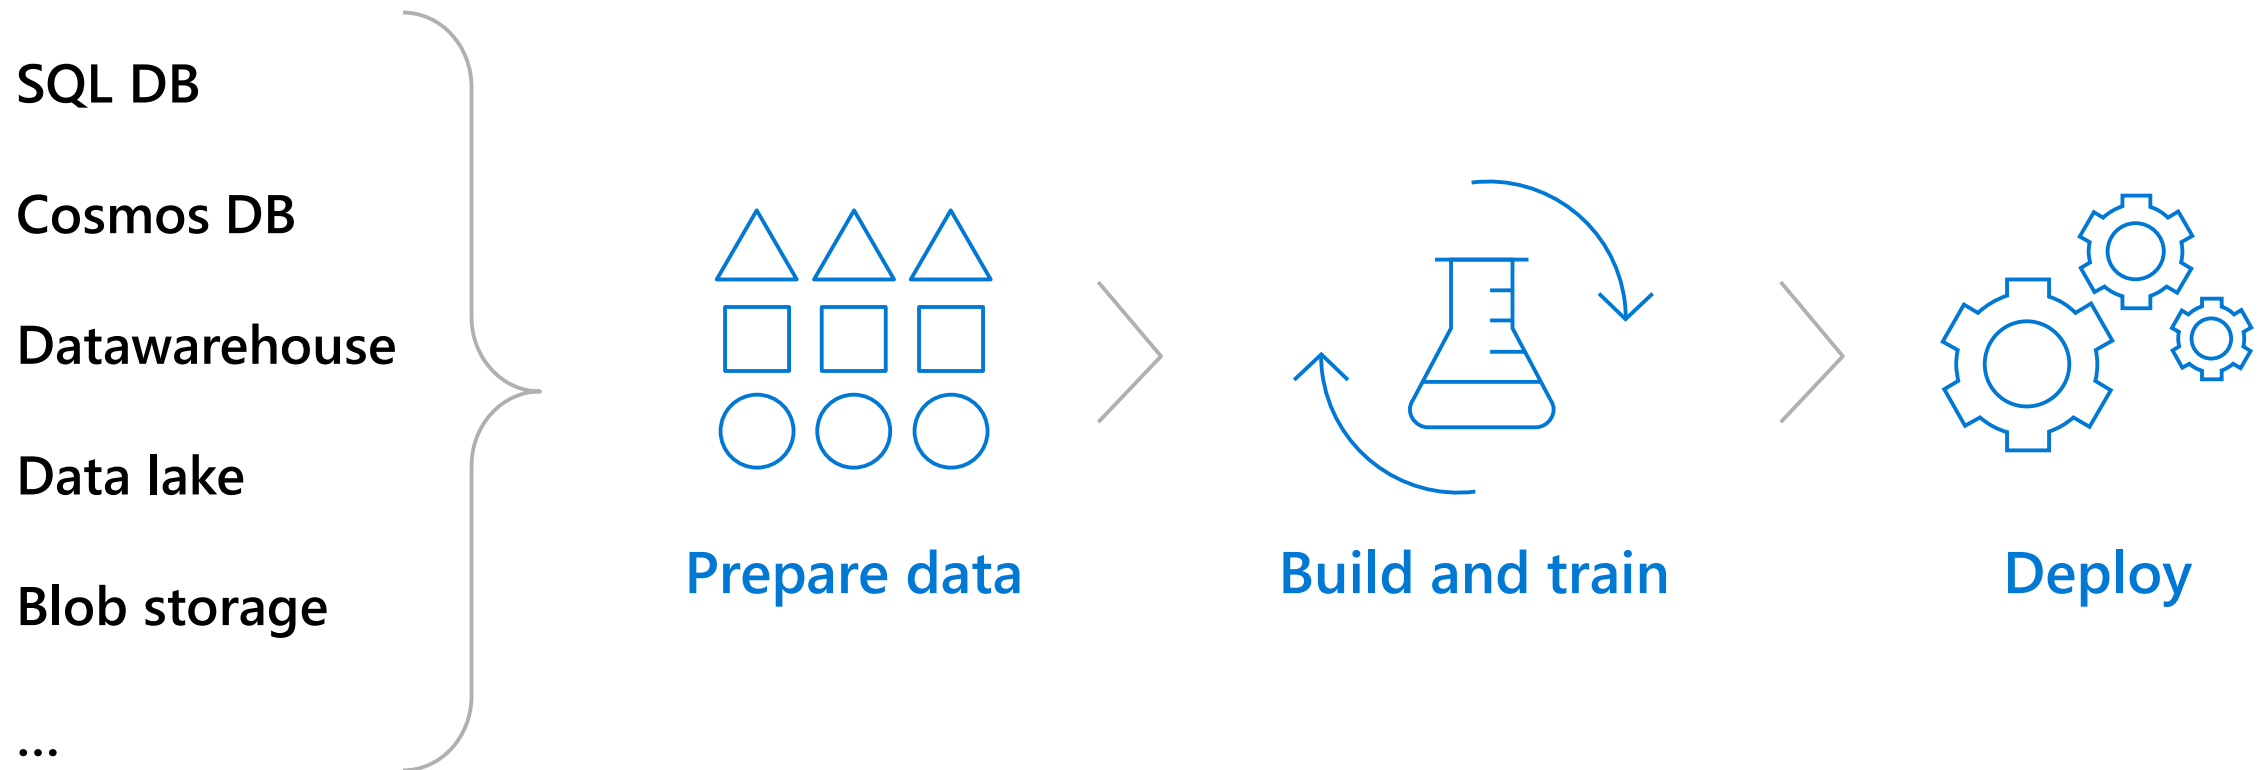 SQL DB
Cosmos DB
Datawarehouse
Data lake
Blob storage
...
Prepare data
Build and train
Deploy